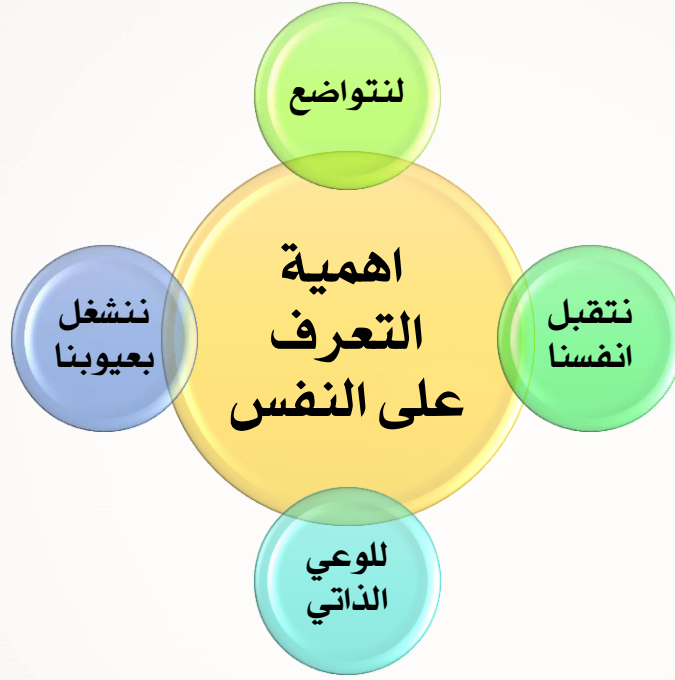 لنتواضع
اهمية
التعرف
على النفس
نتقبل
انفسنا
ننشغل
بعيوبنا
للوعي
الذاتي